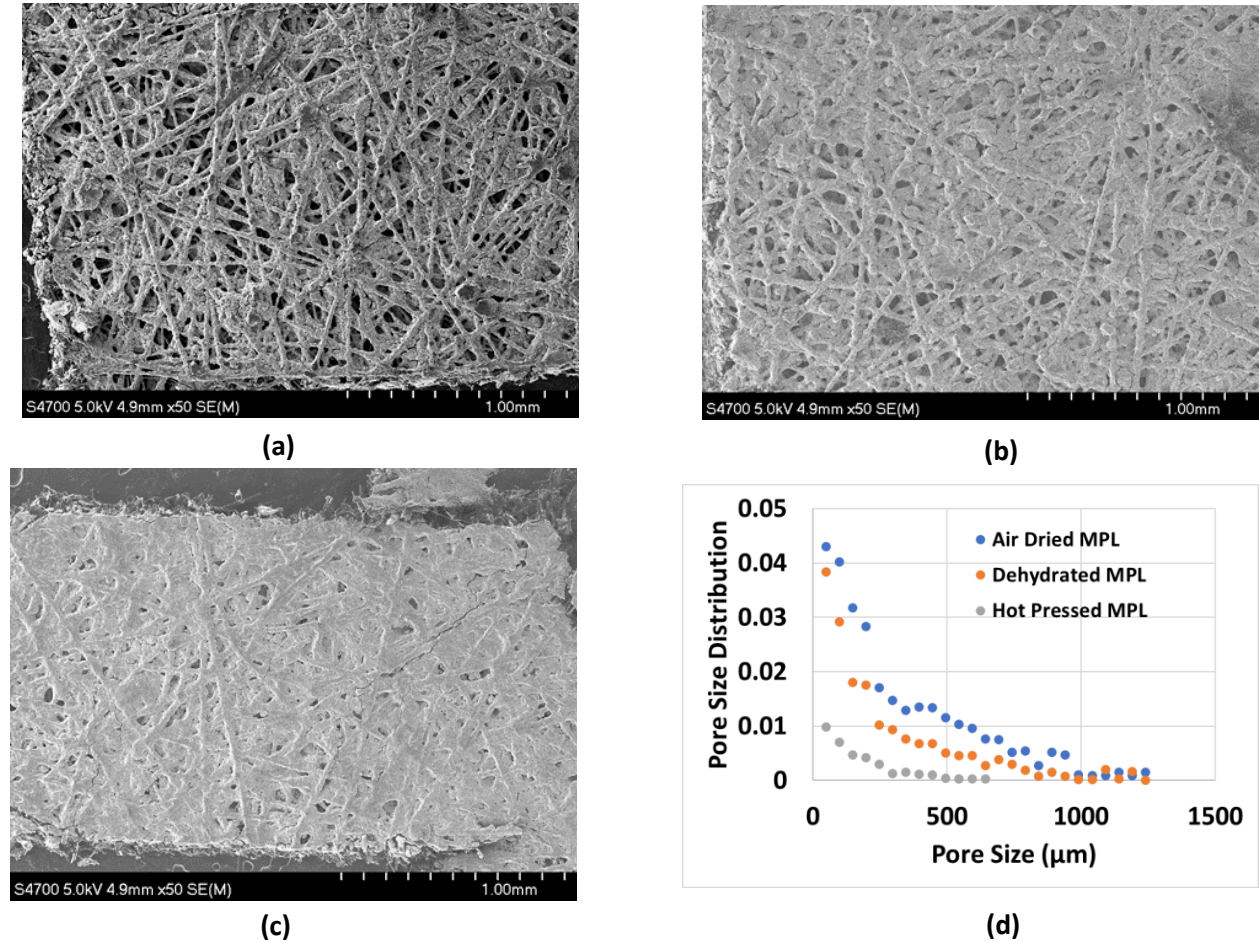 S4700 5.0kV 4.9mm x50 SE(M) 1.00mm
(a)
S4700 5.0kV 4.9mm x50 SE(M) 1.00mm
(b)
S4700 5.0kV 4.9mm x50 SE(M) 1.00mm
(c)
0.05
0.04
0.03
0.02
0.01
0
Pore Size Distribution
Air Dried MPL
Dehydrated MPL
Hot Pressed MPL
0 500 1000 1500
Pore Size (μm)
(d)